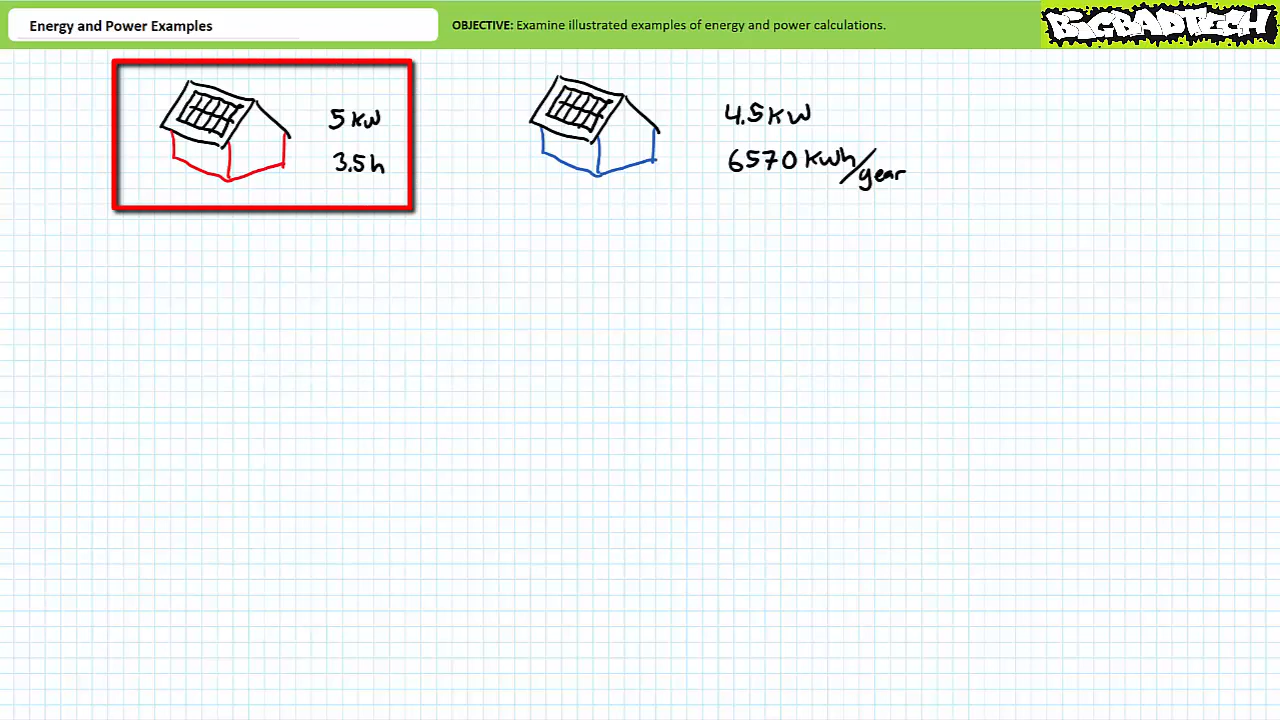 Energy and Power Examples
OBJECTIVE: Examine illustrated examples of energy and power calculations.
BIGBADTECH
5 kW
3.5 h
4.5 KW
6570 KWh/year